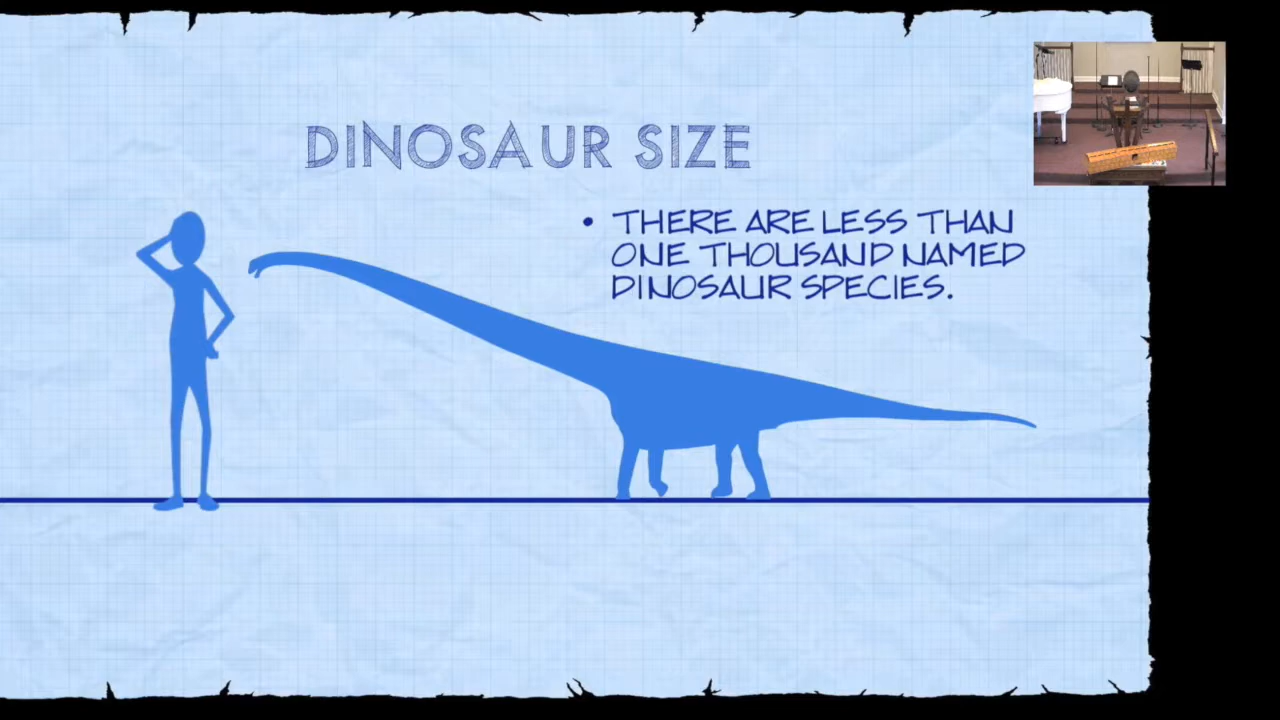 DINOSAUR SIZE
• THERE ARE LESS THAN
ONE THOUSAND NAMED
DINOSAUR SPECIES.